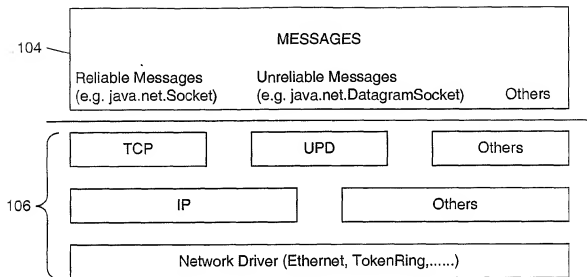 104
MESSAGES
Reliable Messages
(e.g. java.net.Socket)
Unreliable Messages
(e.g. java.net.DatagramSocket)
Others
TCP
UPD
Others
106
IP
Others
Network Driver (Ethernet, TokenRing,......)